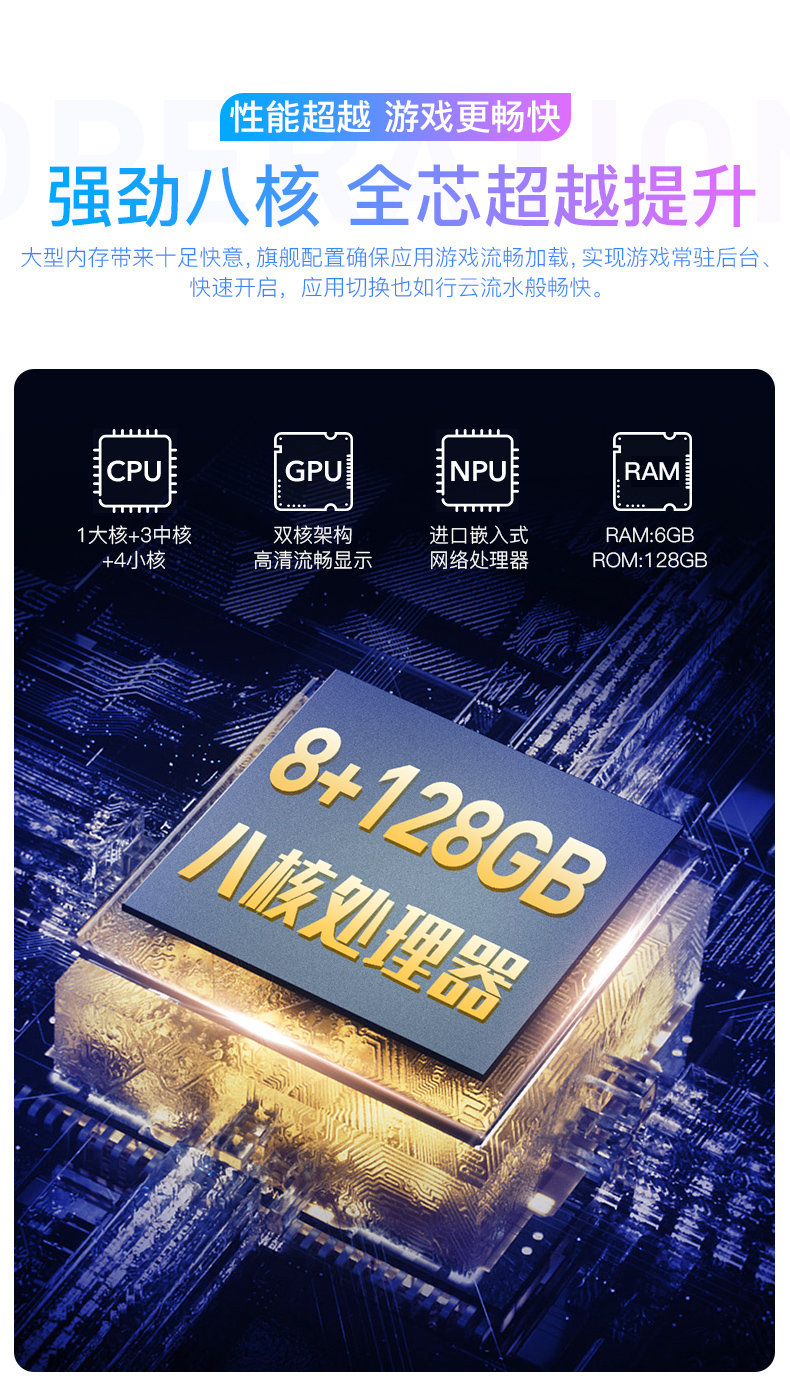 性能超越 游戏更畅快
强劲八核 全芯超越提升
大型内存带来十足快意, 旗舰配置确保应用游戏流畅加载, 实现游戏常驻后台、
快速开启，应用切换也如行云流水般畅快。
CPU
GPU
NPU
RAM
1大核+3中核
+4小核
双核架构
高清流畅显示
进口嵌入式
网络处理器
RAM:6GB
ROM:128GB
8+128GB
八核处理器